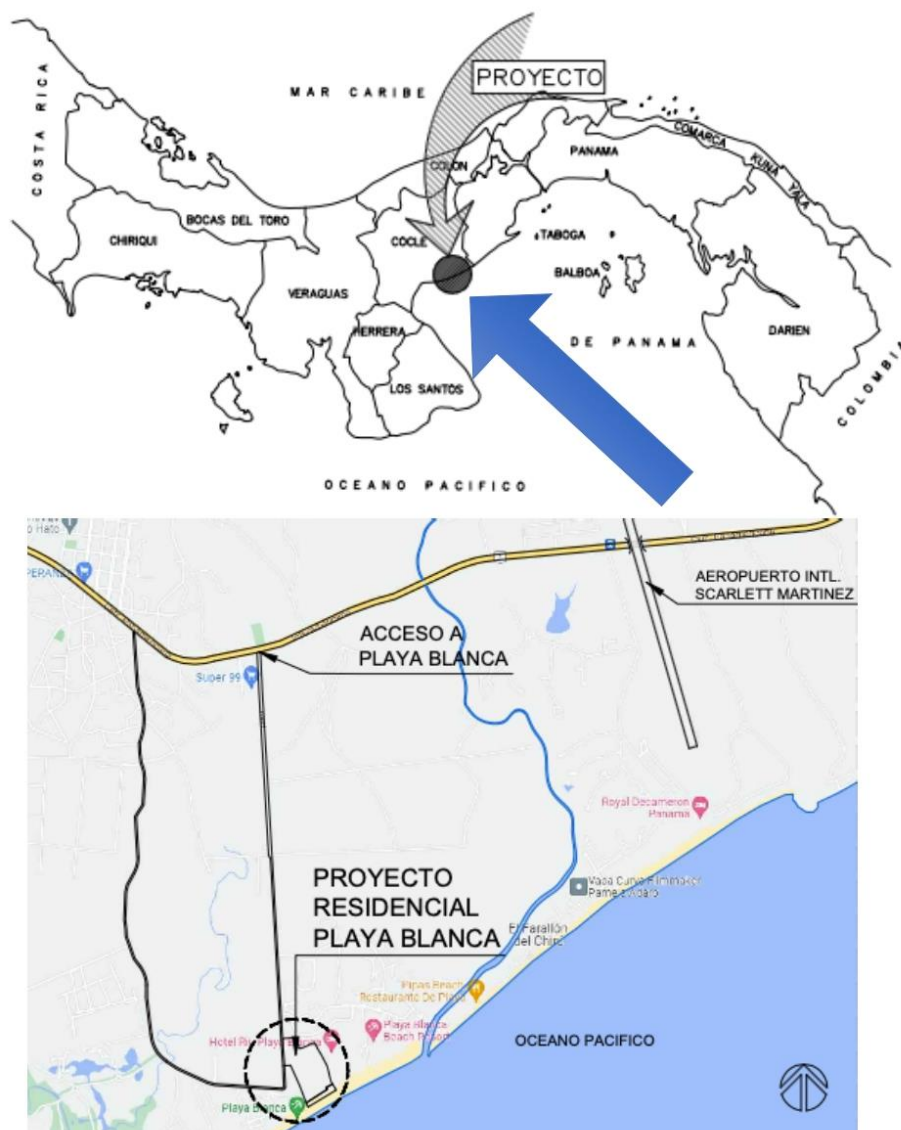 PROYECTO
MAR CARIBE
COSTA RICA
COLON
PANAMA
COMARCA
KUNA
YALA
BOCAS DEL TORO
CHIRIQUI
COCLE
TABOGA
BALBOA
VERAGUAS
HERRERA
DE PANAMA
DARIEN
LOS SANTOS
COLOMBIA
OCEANO PACIFICO
Hato
AEROPUERTO INTL.
SCARLETT MARTINEZ
ACCESO A
PLAYA BLANCA
Super 99
Royal Decameron
Panama
PROYECTO
RESIDENCIAL
PLAYA BLANCA
El Farallón
del Chirú
Pipas Beach
Restaurante De Playa
Playa Blanca
Beach Resort
Hotel Playa Blanca
OCEANO PACIFICO
Playa Blanca